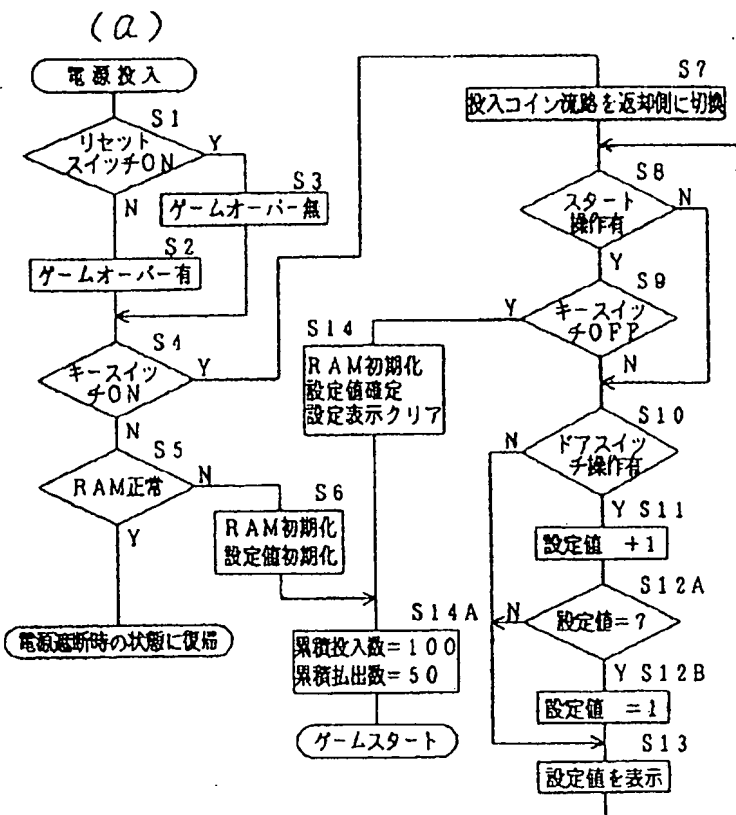 (a)
電源投入
S1
リセット
スイッチON
Y
N
S3
ゲームオーバー無
S2
ゲームオーバー有
S4
キースイッ
チON
Y
N
S5
RAM正常
N
Y
S6
RAM初期化
設定値初期化
電源遮断時の状態に復帰
S7
投入コイン流路を返却側に切換
S8
スタート
操作有
N
Y
S9
キースイッ
チOFF
Y
N
S14
RAM初期化
設定値確定
設定表示クリア
S10
ドアスイッ
チ操作有
N
Y S11
設定値 +1
S12A
設定値=7
N
Y S12B
設定値 =1
S13
設定値を表示
S14A
累積投入数=100
累積払出数=50
ゲームスタート